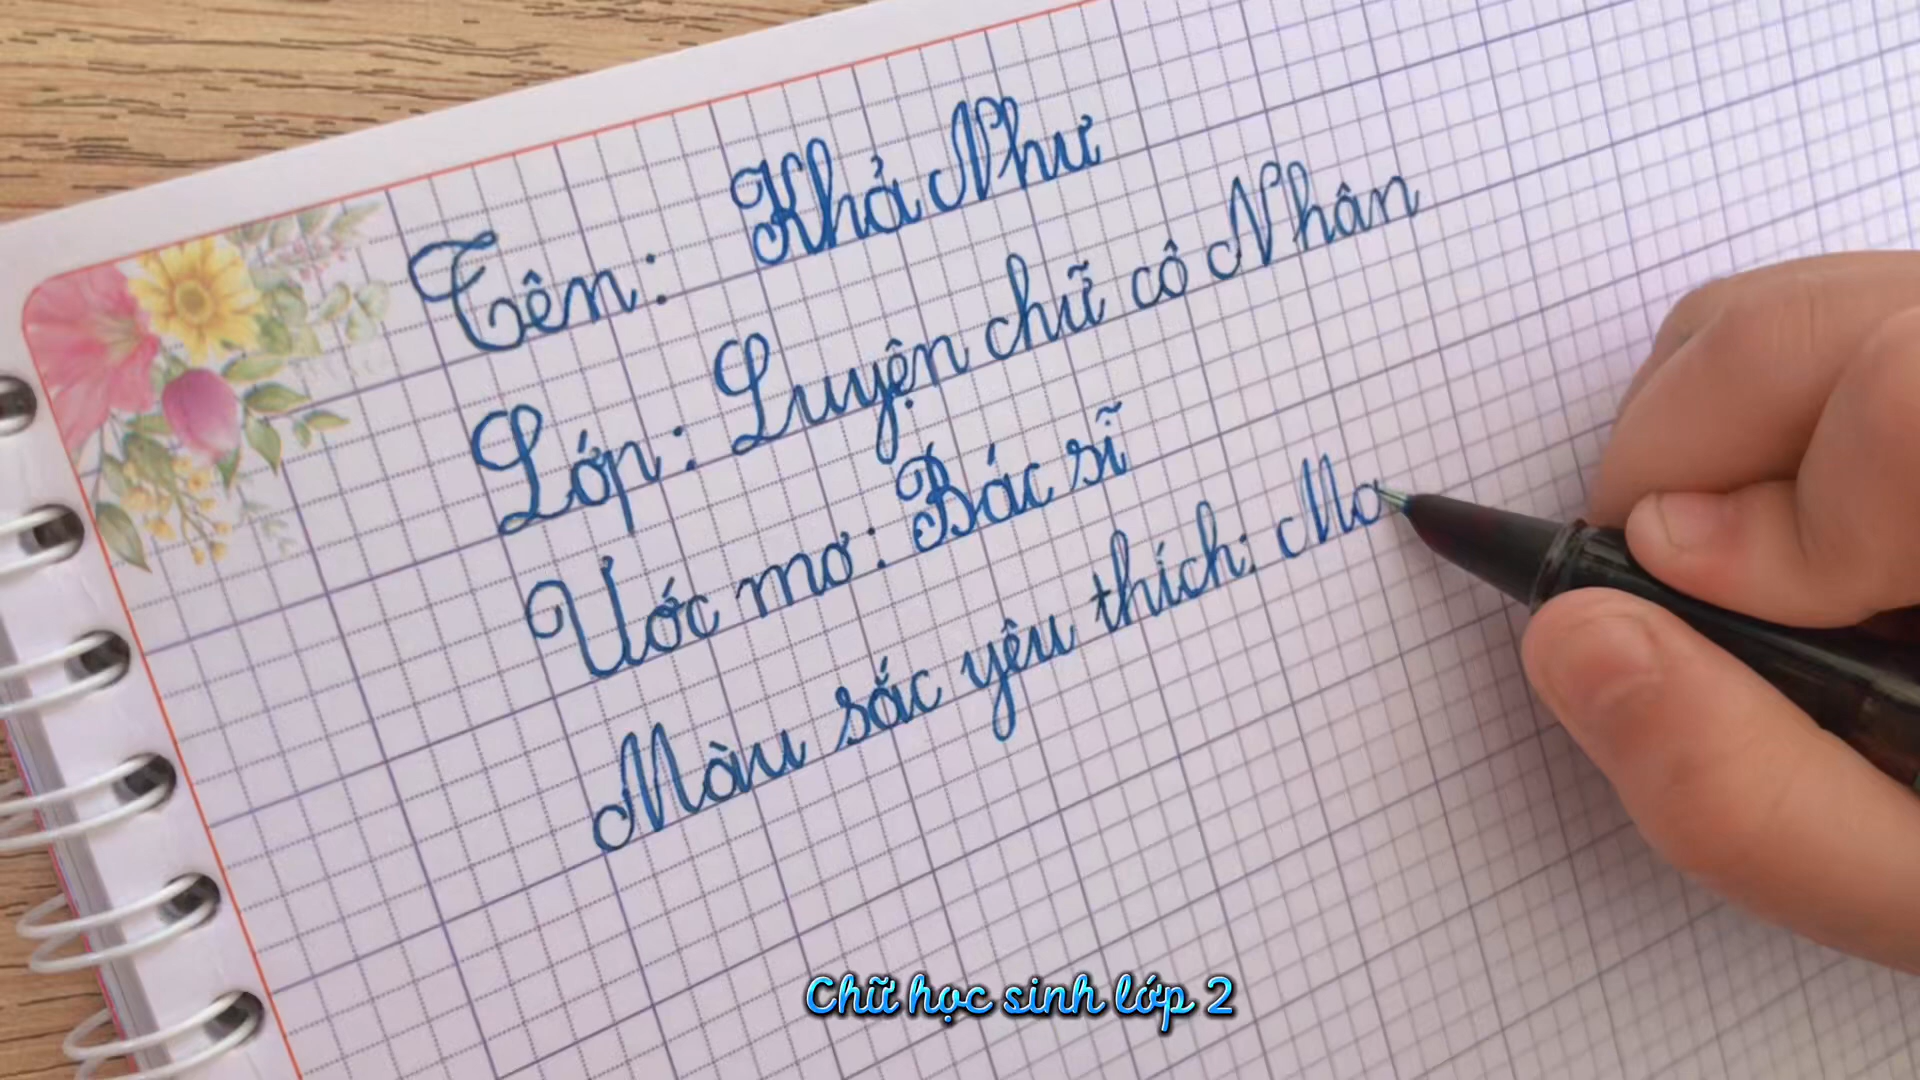 Tên: Khả Như
Lớp: Luyện chữ cô Nhân
Ước mơ: Bác sĩ
Màu sắc yêu thích: Mo
Chữ học sinh lớp 2